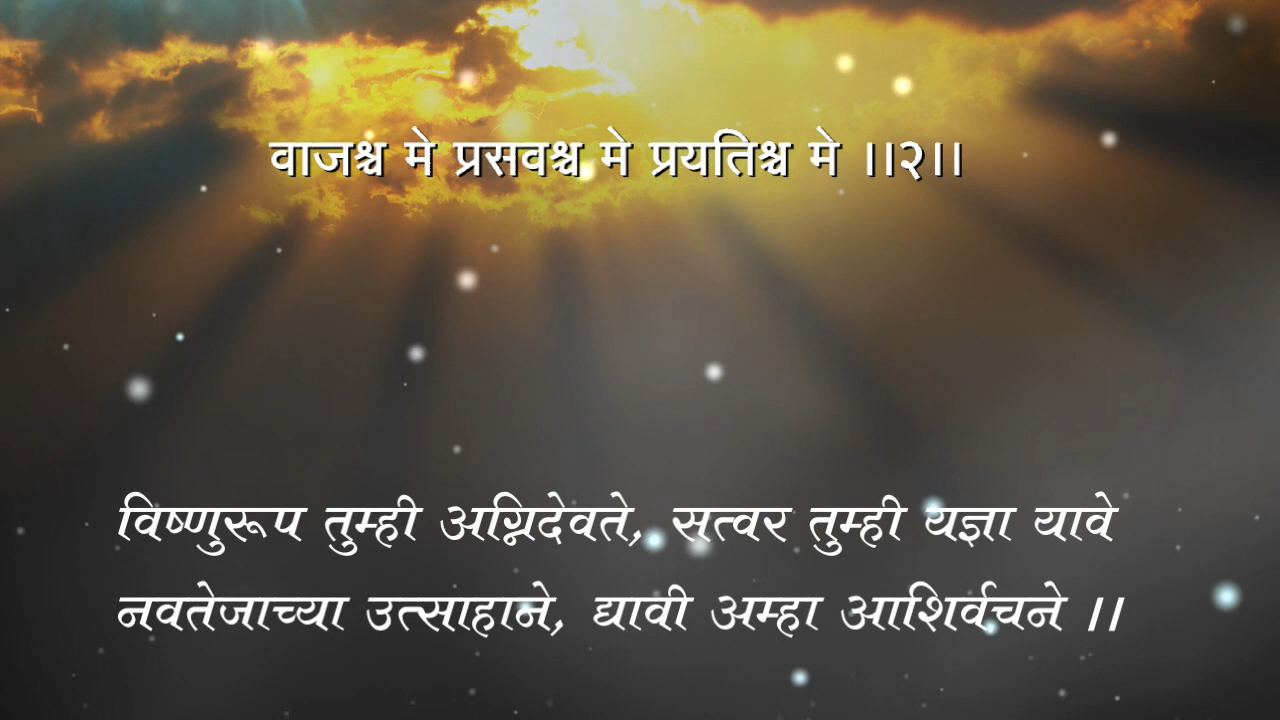 वाजश्च मे प्रसवश्च मे प्रयतिश्च मे ।।२।।
विष्णुरूप तुम्ही अग्निदेवते, सत्वर तुम्ही यज्ञा यावे
नवतेजाच्या उत्साहाने, द्यावी अम्हा आशिर्वचने ।।